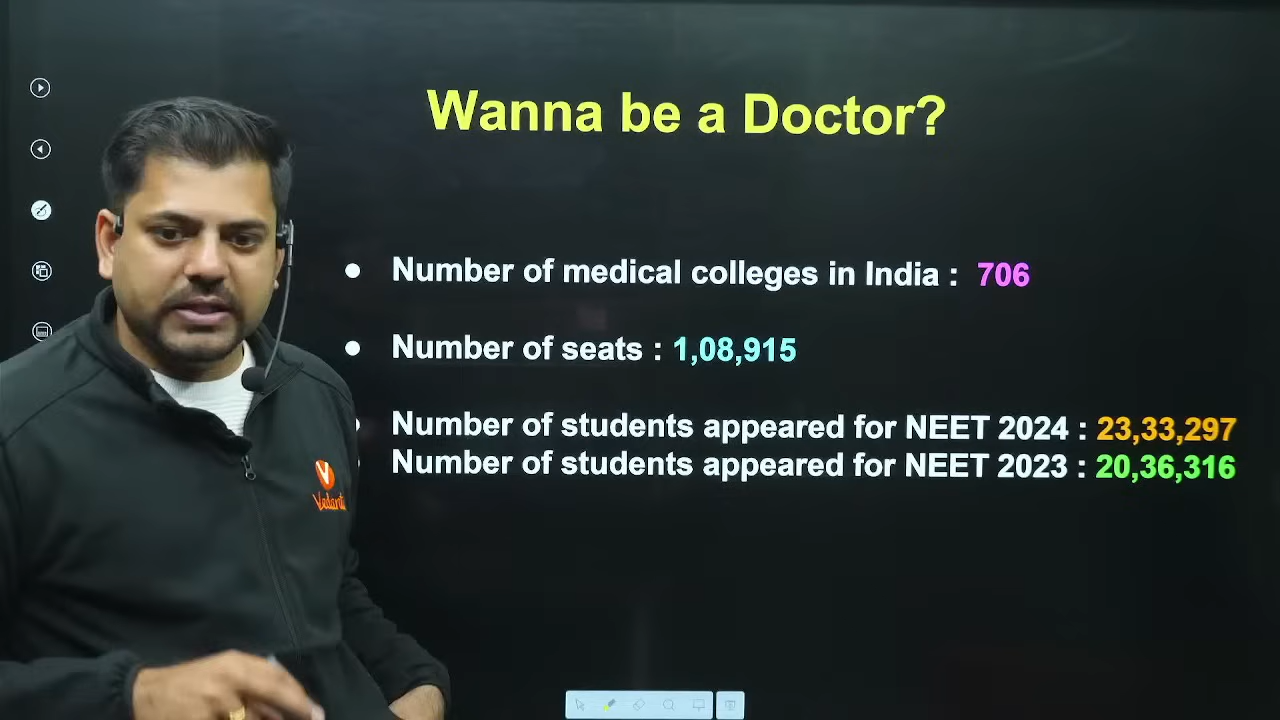 Wanna be a Doctor?
Number of medical colleges in India : 706
Number of seats : 1,08,915
Number of students appeared for NEET 2024 : 23,33,297
Number of students appeared for NEET 2023 : 20,36,316
V